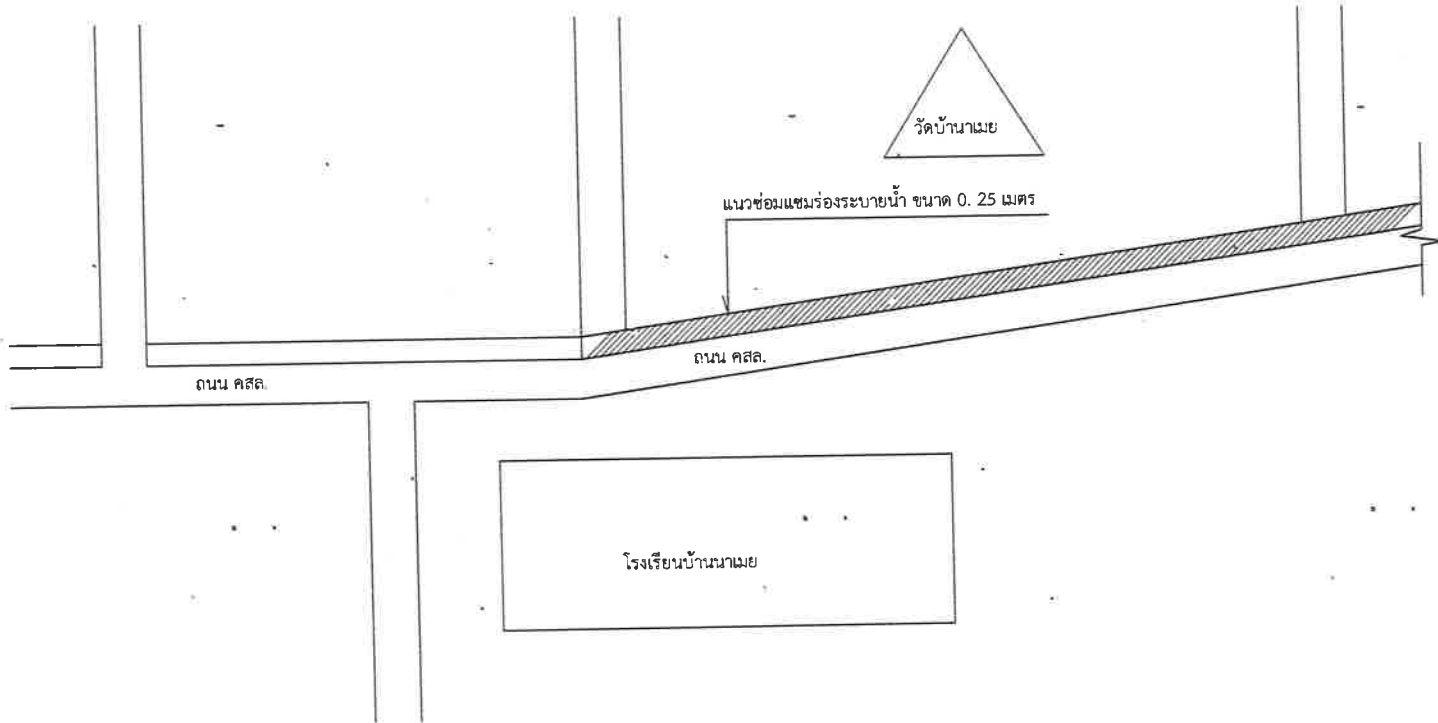 วัดบ้านาเมย
แนวซ่อมแซมร่องระบายน้ำ ขนาด 0. 25 เมตร
ถนน คสล.
ถนน คสล.
โรงเรียนบ้านนาเมย